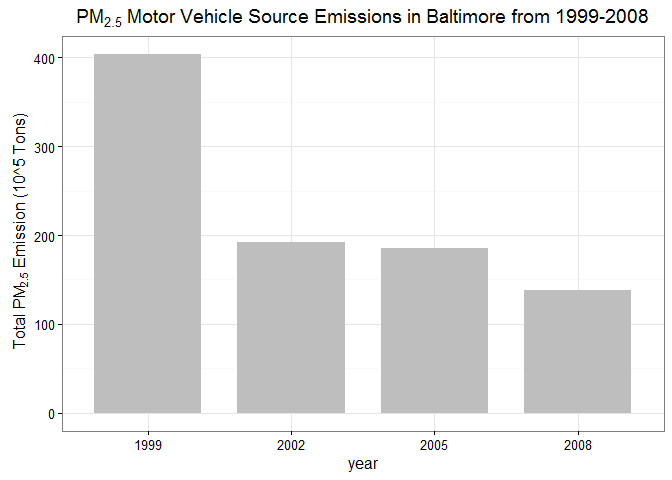 PM2.5 Motor Vehicle Source Emissions in Baltimore from 1999-2008
Total PM2.5 Emission (10^5 Tons)
400
300
200
100
0
1999 2002 2005 2008
year